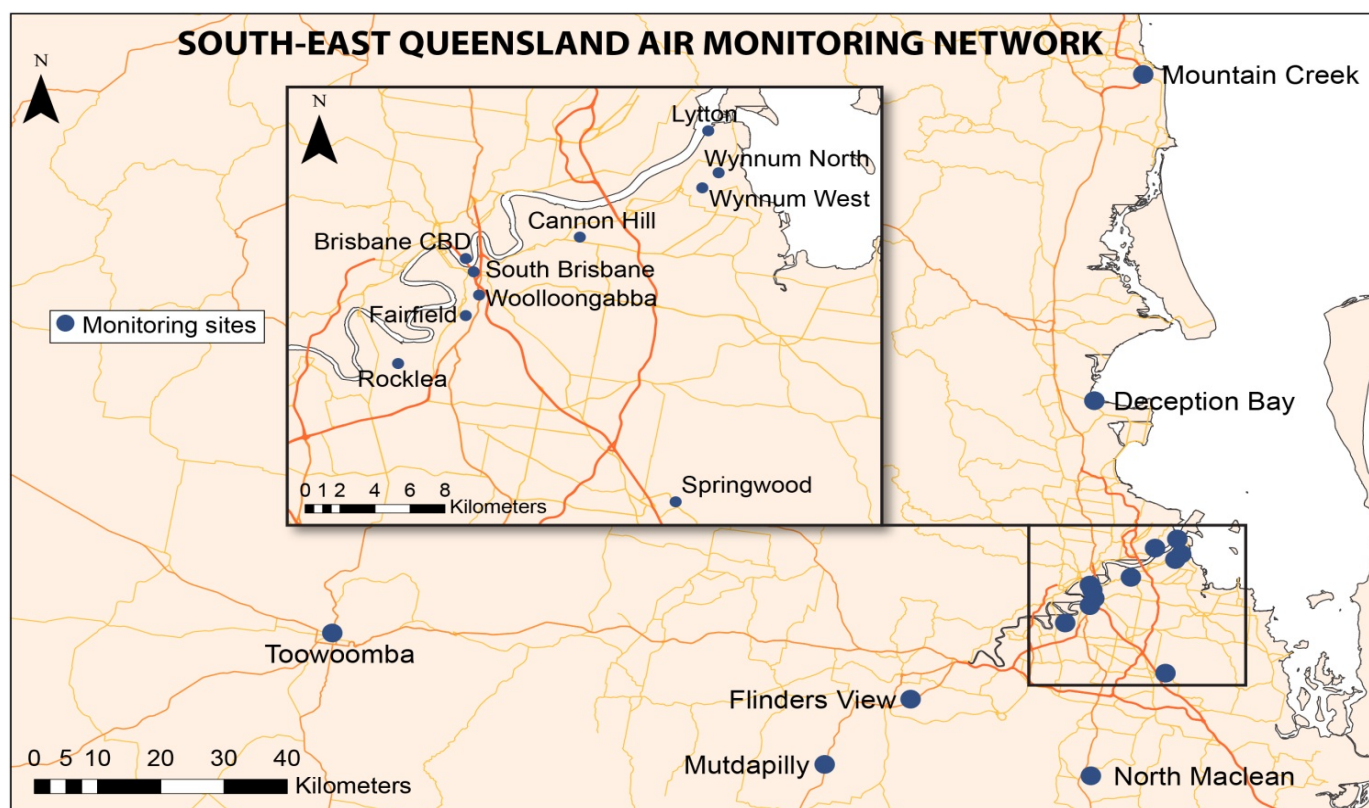 SOUTH-EAST QUEENSLAND AIR MONITORING NETWORK
N
N
Mountain Creek
Lytton
Wynnum North
Wynnum West
Cannon Hill
Brisbane CBD
South Brisbane
Woolloongabba
Fairfield
Monitoring sites
Rocklea
Deception Bay
Springwood
0 1 2 4 6 8
Kilometers
Toowoomba
Flinders View
Mutdapilly
North Maclean
0 5 10 20 30 40
Kilometers